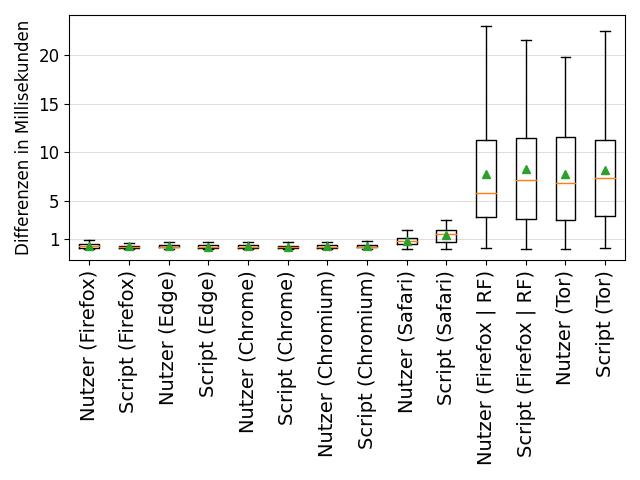 Differenzen in Millisekunden
20
15
10
5
1
Nutzer (Firefox)
Script (Firefox)
Nutzer (Edge)
Script (Edge)
Nutzer (Chrome)
Script (Chrome)
Nutzer (Chromium)
Script (Chromium)
Nutzer (Safari)
Script (Safari)
Nutzer (Firefox | RF)
Script (Firefox | RF)
Nutzer (Tor)
Script (Tor)